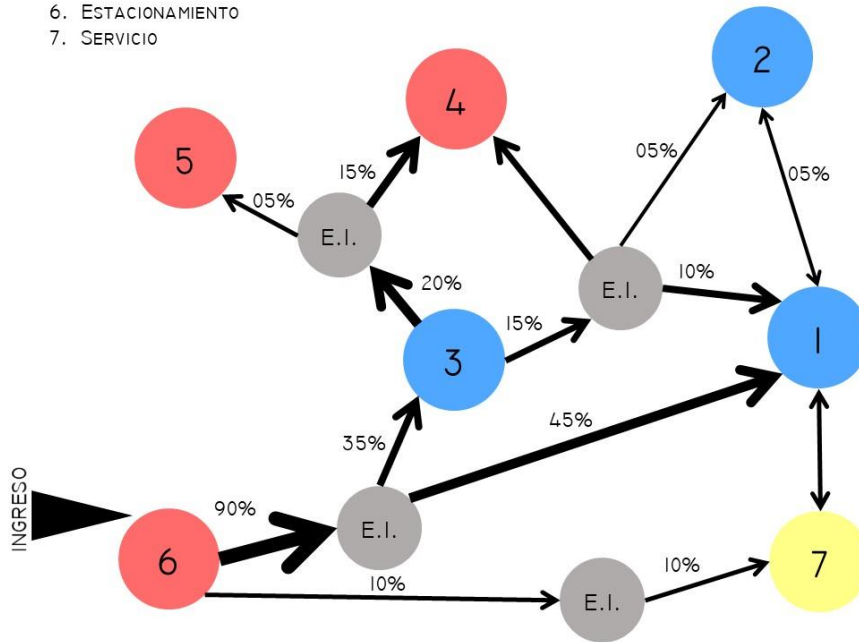 6. Estacionamiento
7. Servicio
2
4
5
05%
15%
05%
05%
E.I.
E.I.
10%
20%
15%
1
3
45%
35%
INGRESO
90%
E.I.
6
10%
10%
7
E.I.